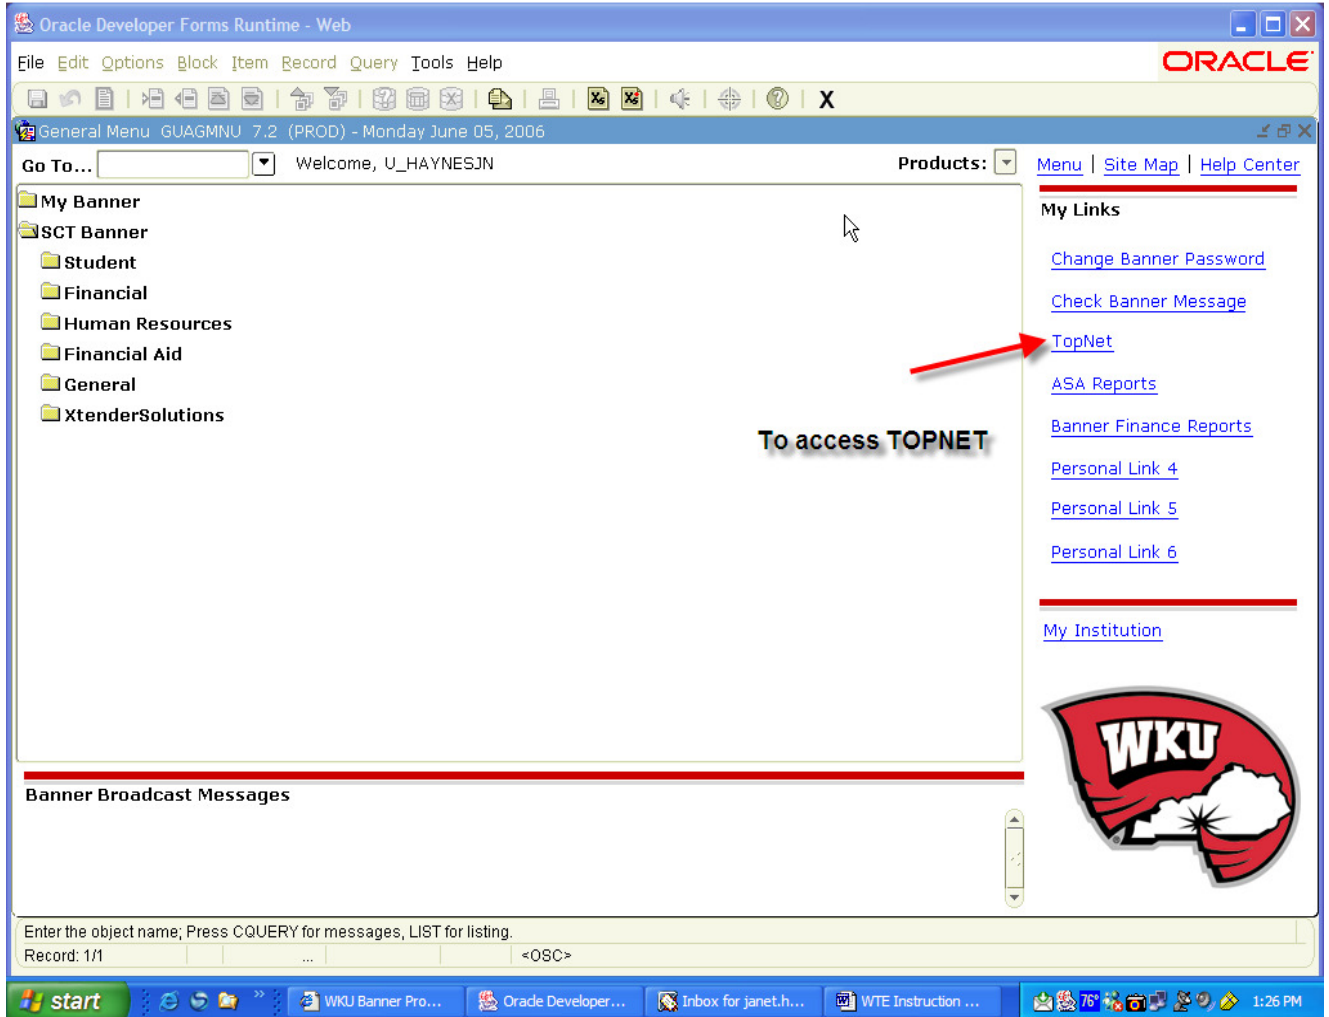 Oracle Developer Forms Runtime - Web
File Edit Options Block Item Record Query Tools Help
ORACLE
X
General Menu GUAGMNU 7.2 (PROD) - Monday June 05, 2006
Go To... Welcome, U_HAYNESJN Products: Menu | Site Map | Help Center
My Banner
SCT Banner
Student
Financial
Human Resources
Financial Aid
General
XtenderSolutions
To access TOPNET
My Links
Change Banner Password
Check Banner Message
TopNet
ASA Reports
Banner Finance Reports
Personal Link 4
Personal Link 5
Personal Link 6
My Institution
WKU
Banner Broadcast Messages
Enter the object name; Press CQUERY for messages, LIST for listing.
Record: 1/1 ... <OSC>
start WKU Banner Pro... Oracle Developer... Inbox for janet.h... WTE Instruction ... 76° 1:26 PM